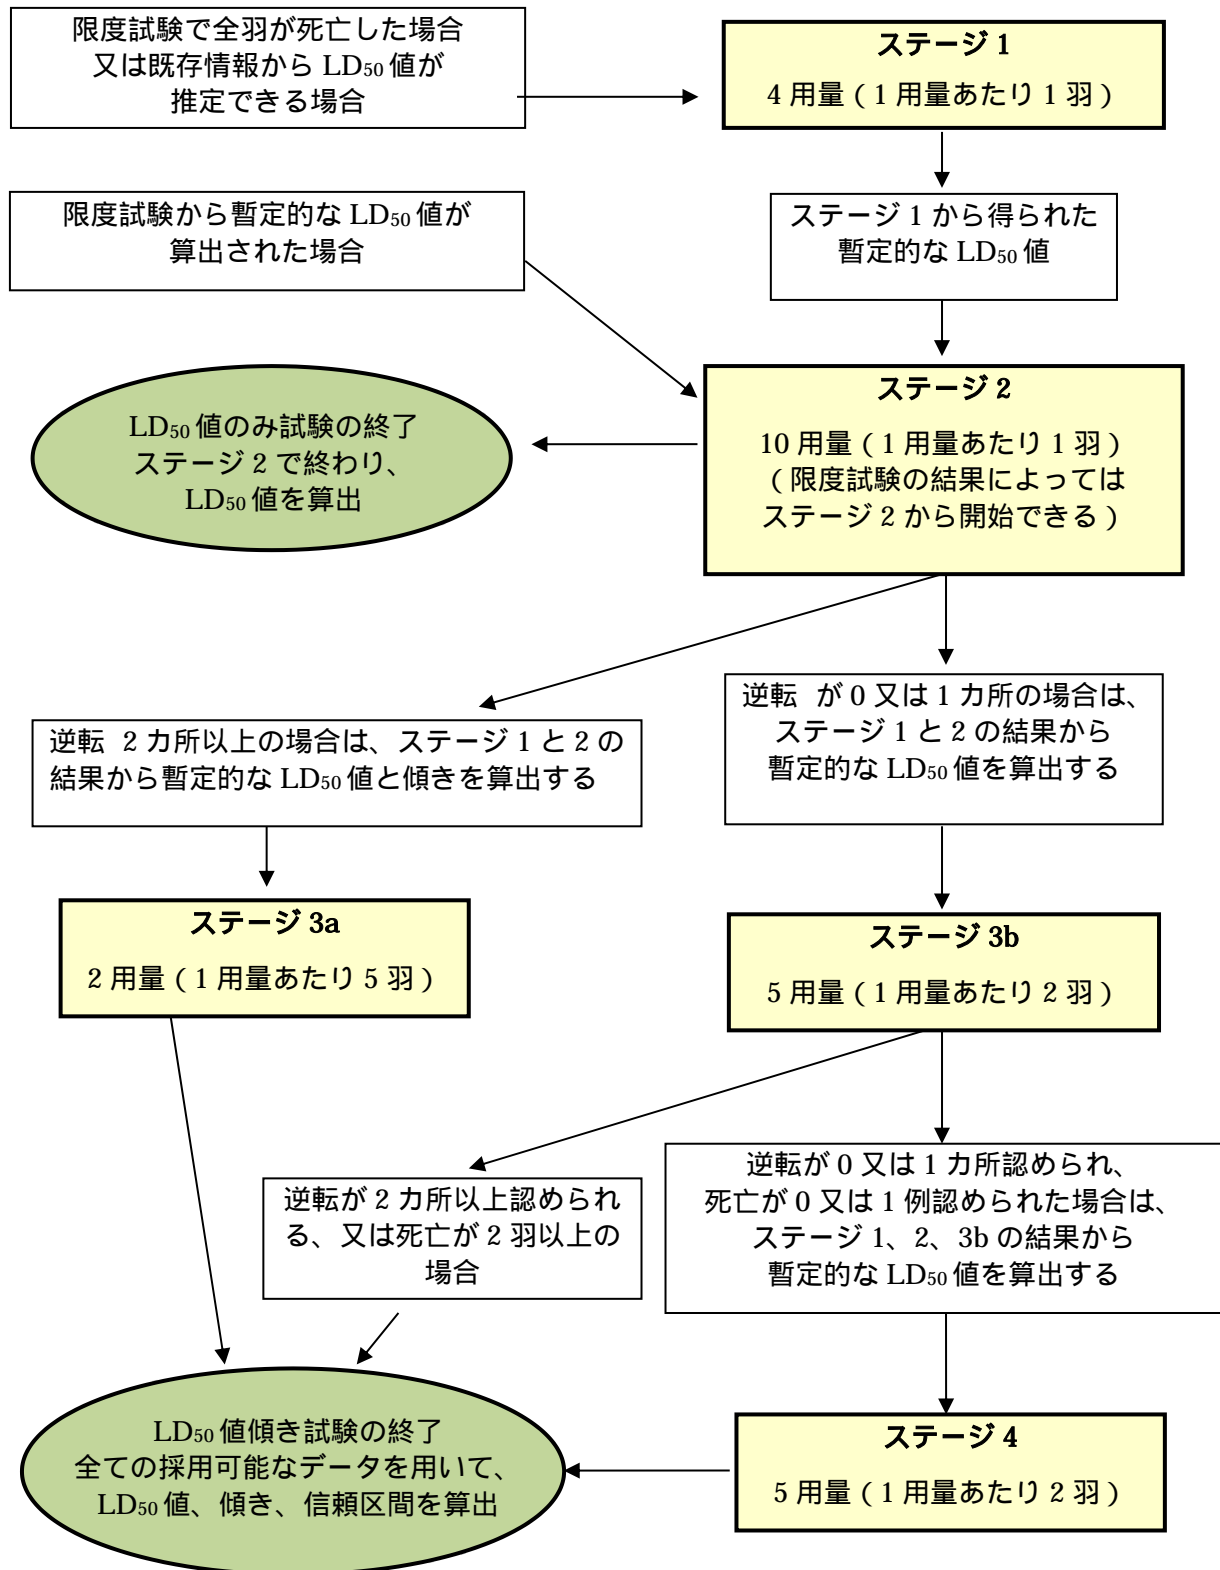 限度試験で全羽が死亡した場合
又は既存情報から LD50 値が
推定できる場合
ステージ 1
4 用量（1 用量あたり 1 羽）
限度試験から暫定的な LD50 値が
算出された場合
ステージ 1 から得られた
暫定的な LD50 値
LD50 値のみ試験の終了
ステージ 2 で終わり、
LD50 値を算出
ステージ 2
10 用量（1 用量あたり 1 羽）
（限度試験の結果によっては
ステージ 2 から開始できる）
逆転 2 カ所以上の場合は、ステージ 1 と 2 の
結果から暫定的な LD50 値と傾きを算出する
逆転 が 0 又は 1 カ所の場合は、
ステージ 1 と 2 の結果から
暫定的な LD50 値を算出する
ステージ 3a
2 用量（1 用量あたり 5 羽）
ステージ 3b
5 用量（1 用量あたり 2 羽）
逆転が 2 カ所以上認められ
る、又は死亡が 2 羽以上の
場合
逆転が 0 又は 1 カ所認められ、
死亡が 0 又は 1 例認められた場合は、
ステージ 1、2、3b の結果から
暫定的な LD50 値を算出する
LD50 値傾き試験の終了
全ての採用可能なデータを用いて、
LD50 値、傾き、信頼区間を算出
ステージ 4
5 用量（1 用量あたり 2 羽）